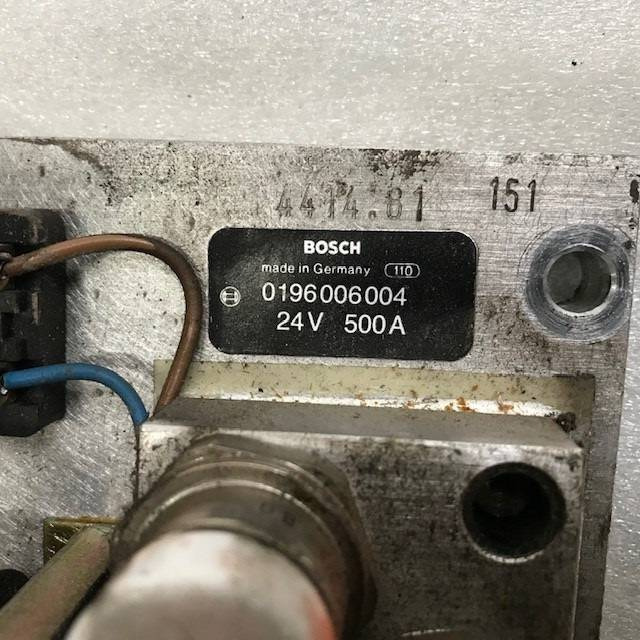 4414.81 151
BOSCH
made in Germany 110
0196006004
24V 500A